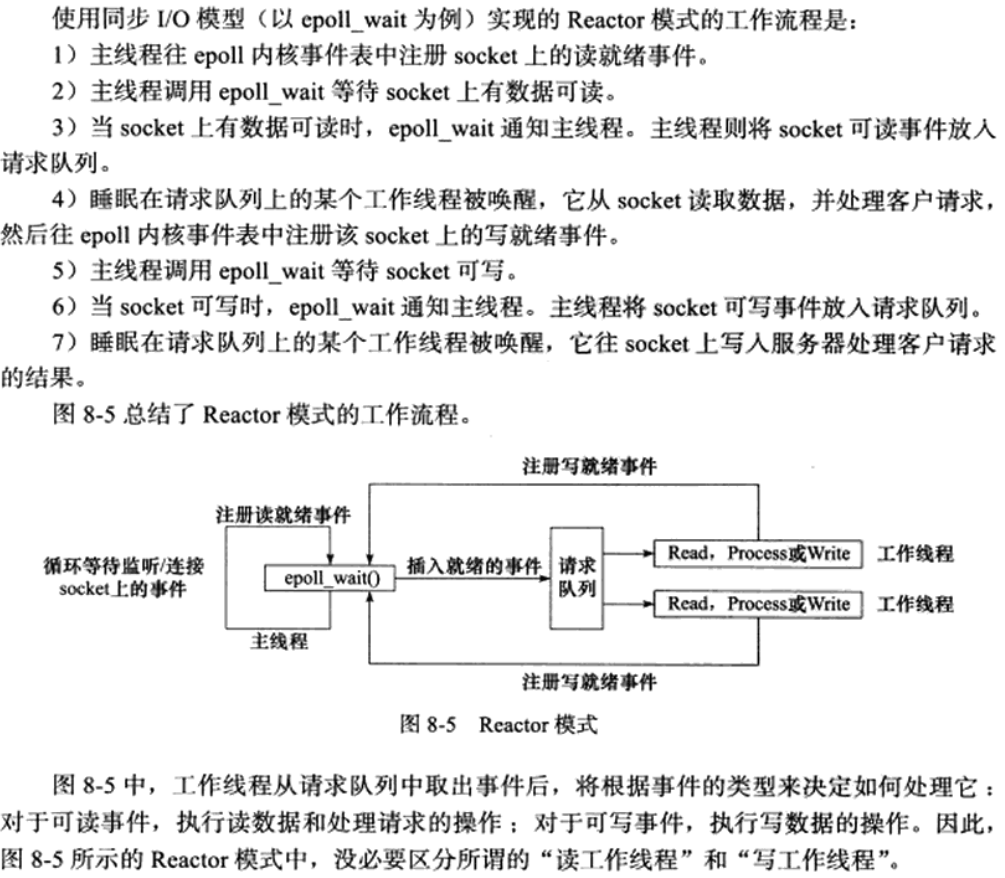 使用同步 I/O 模型（以 epoll_wait 为例）实现的 Reactor 模式的工作流程是：
1）主线程往 epoll 内核事件表中注册 socket 上的读就绪事件。
2）主线程调用 epoll_wait 等待 socket 上有数据可读。
3）当 socket 上有数据可读时，epoll_wait 通知主线程。主线程则将 socket 可读事件放入
请求队列。
4）睡眠在请求队列上的某个工作线程被唤醒，它从 socket 读取数据，并处理客户请求，
然后往 epoll 内核事件表中注册该 socket 上的写就绪事件。
5）主线程调用 epoll_wait 等待 socket 可写。
6）当 socket 可写时，epoll_wait 通知主线程。主线程将 socket 可写事件放入请求队列。
7）睡眠在请求队列上的某个工作线程被唤醒，它往 socket 上写入服务器处理客户请求
的结果。
图 8-5 总结了 Reactor 模式的工作流程。
注册写就绪事件
注册读就绪事件
循环等待监听/连接
socket上的事件
epoll_wait()
插入就绪的事件
请求
队列
Read，Process或Write
工作线程
Read，Process或Write
工作线程
主线程
注册写就绪事件
图 8-5 Reactor 模式
图 8-5 中，工作线程从请求队列中取出事件后，将根据事件的类型来决定如何处理它：
对于可读事件，执行读数据和处理请求的操作；对于可写事件，执行写数据的操作。因此，
图 8-5 所示的 Reactor 模式中，没必要区分所谓的“读工作线程”和“写工作线程”。